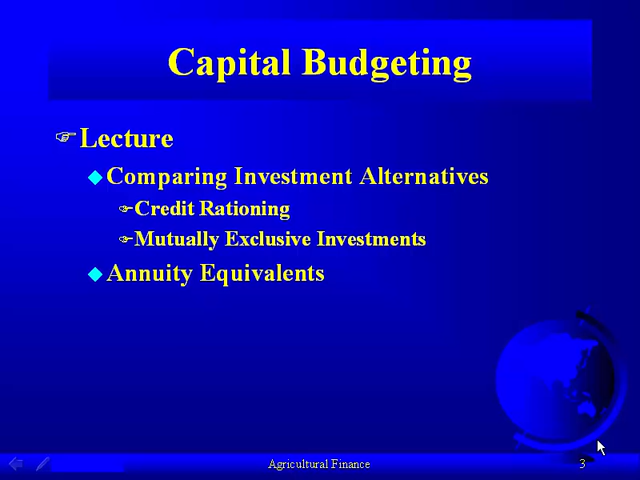 Capital Budgeting
Lecture
Comparing Investment Alternatives
Credit Rationing
Mutually Exclusive Investments
Annuity Equivalents
Agricultural Finance
3